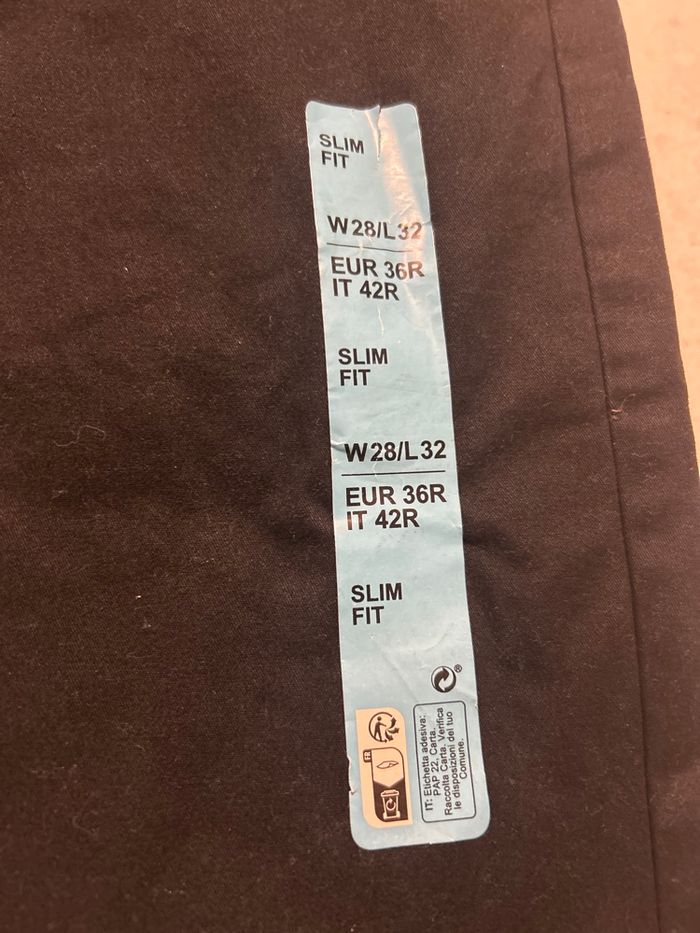 SLIM
FIT
W28/L32
EUR 36R
IT 42R
SLIM
FIT
W28/L32
EUR 36R
IT 42R
SLIM
FIT
®
FR
IT: Etichetta adesiva:
PAP 22, Carta.
Raccolta Carta. Verifica
le disposizioni del tuo
Comune.